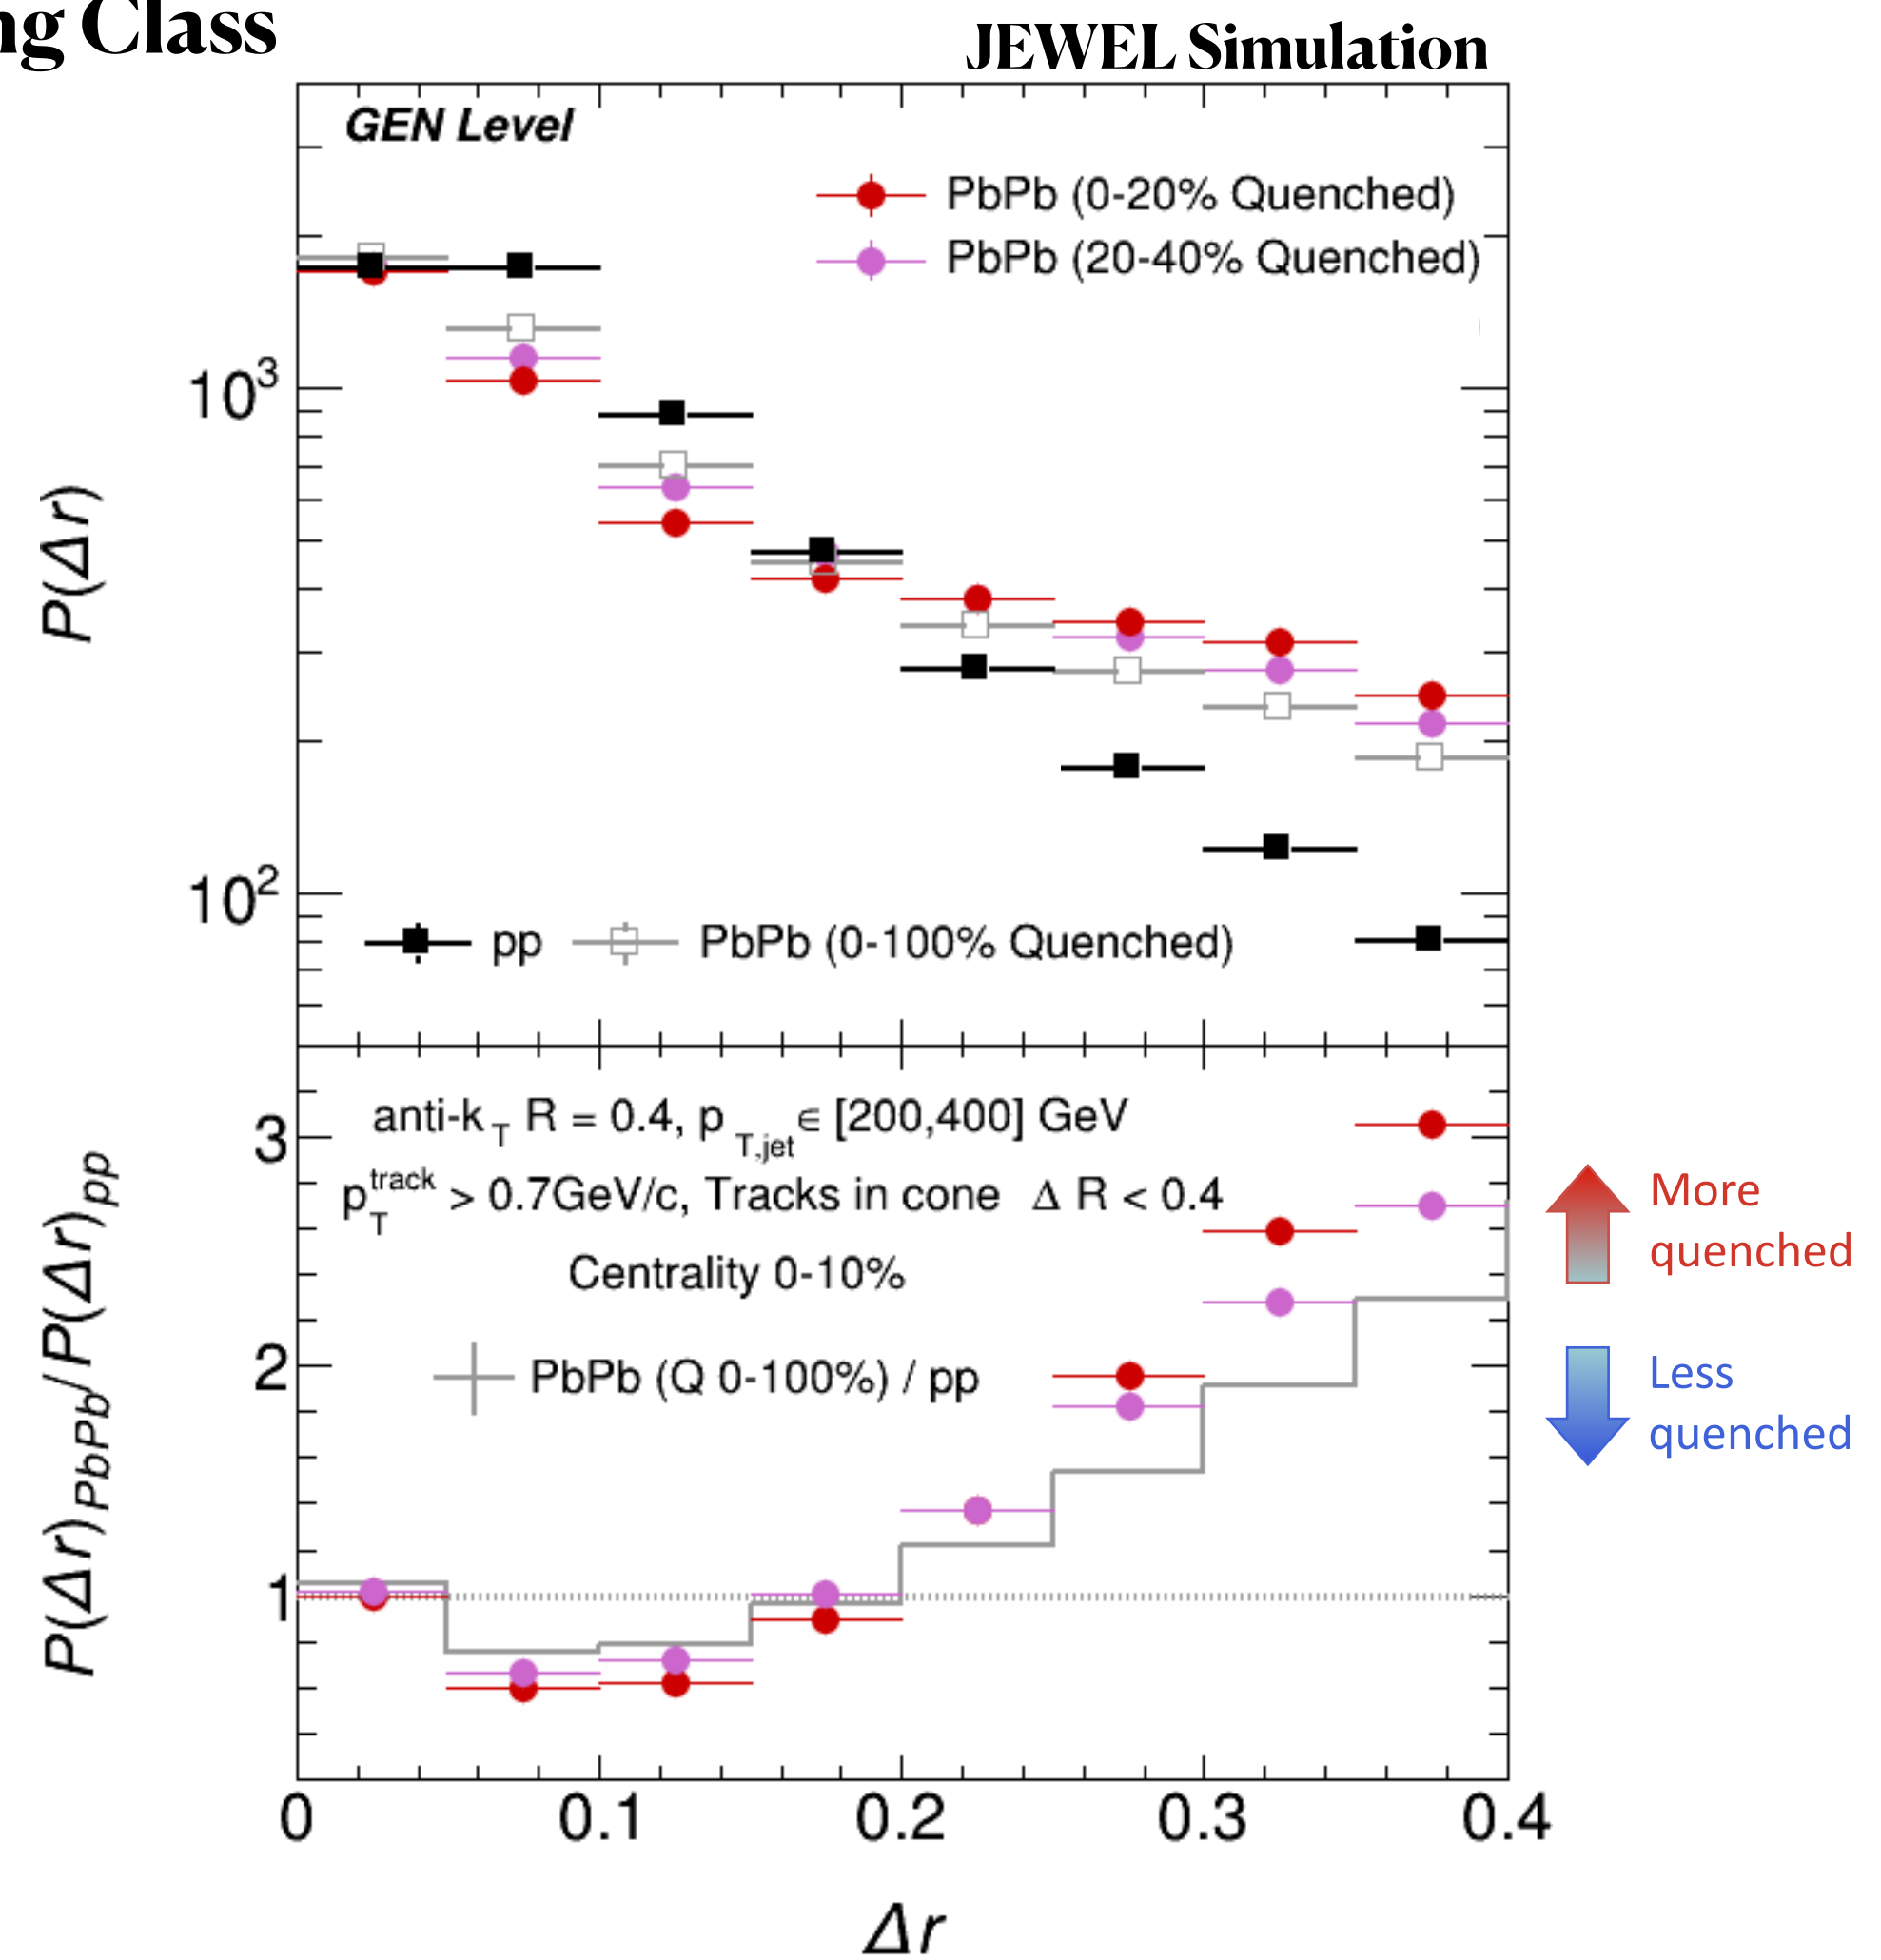 ng Class
JEWEL Simulation
GEN Level
PbPb (0-20% Quenched)
PbPb (20-40% Quenched)
10³
P(Δr)
10²
pp
PbPb (0-100% Quenched)
anti-k_T R = 0.4, p_T,jet ∈ [200,400] GeV
p_T^track > 0.7GeV/c, Tracks in cone Δ R < 0.4
Centrality 0-10%
PbPb (Q 0-100%) / pp
3
2
1
P(Δr)_PbPb/P(Δr)_pp
More
quenched
Less
quenched
0 0.1 0.2 0.3 0.4
Δr